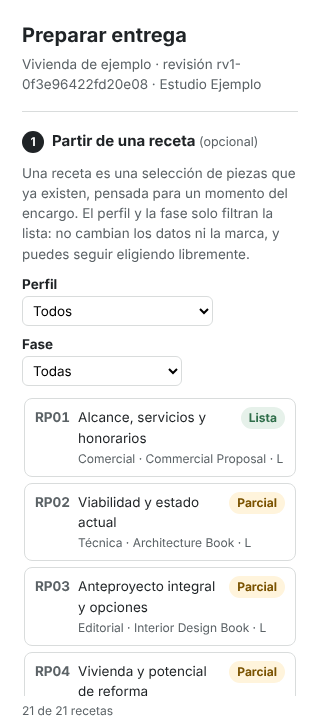 Preparar entrega
Vivienda de ejemplo · revisión rv1-
0f3e96422fd20e08 · Estudio Ejemplo
1 Partir de una receta (opcional)
Una receta es una selección de piezas que
ya existen, pensada para un momento del
encargo. El perfil y la fase solo filtran la
lista: no cambian los datos ni la marca, y
puedes seguir eligiendo libremente.
Perfil
Todos
Fase
Todas
RP01 Alcance, servicios y Lista
honorarios
Comercial · Commercial Proposal · L
RP02 Viabilidad y estado Parcial
actual
Técnica · Architecture Book · L
RP03 Anteproyecto integral Parcial
y opciones
Editorial · Interior Design Book · L
RP04 Vivienda y potencial Parcial
de reforma
21 de 21 recetas